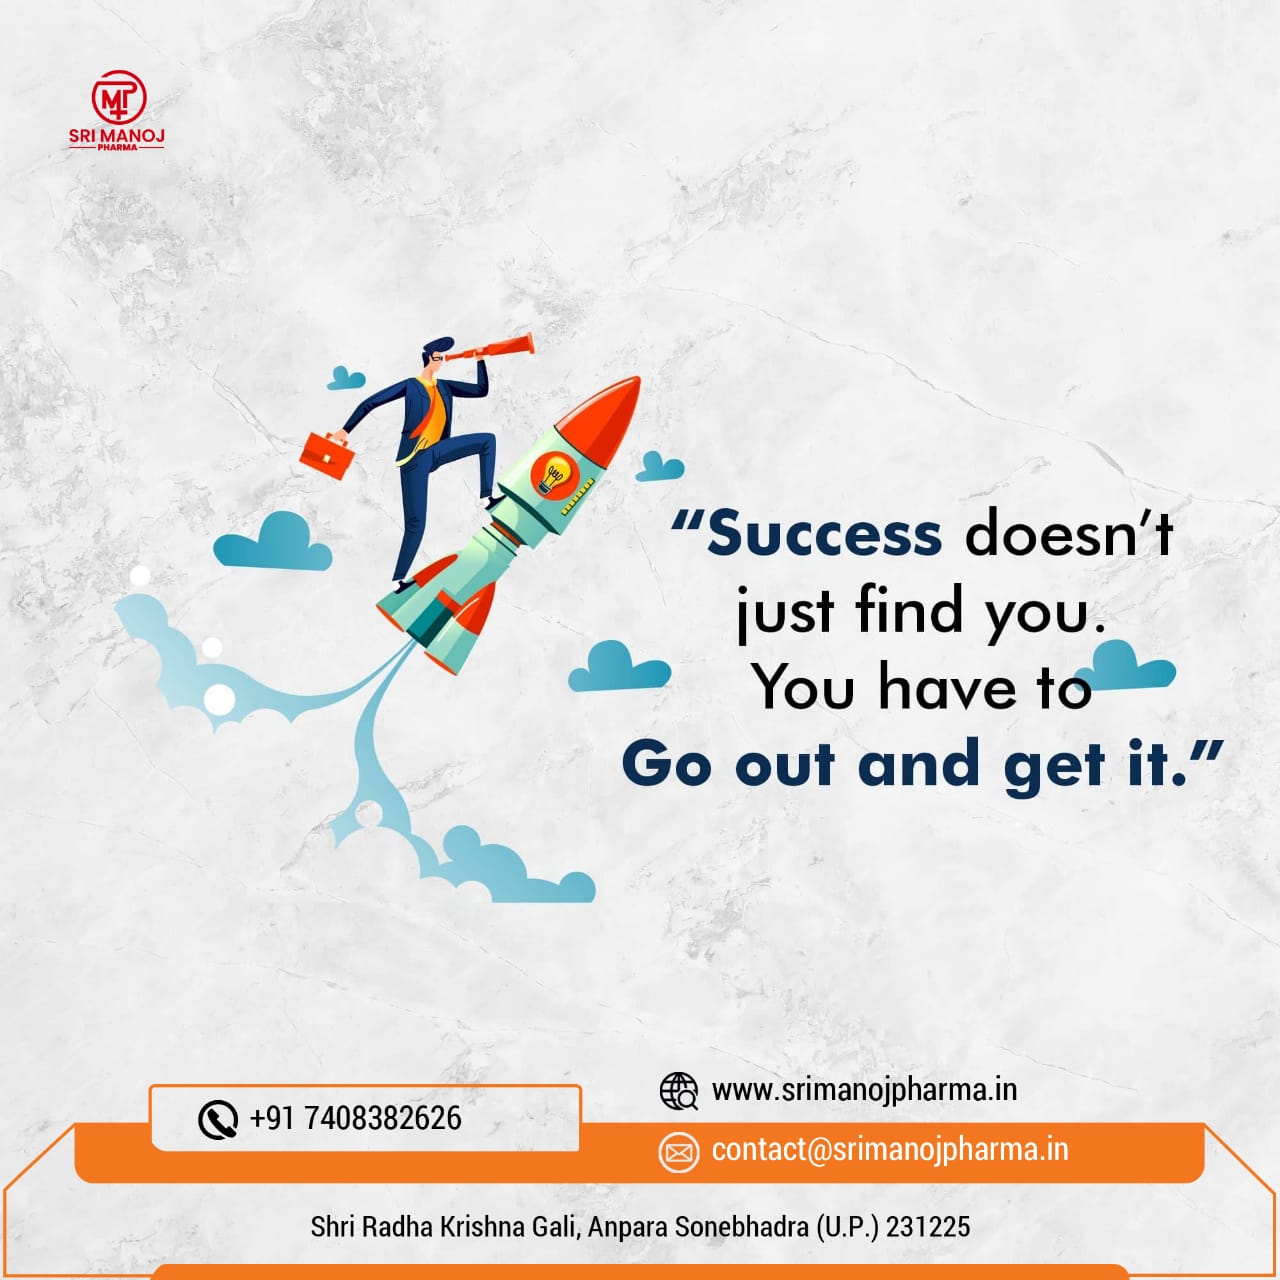 MP
SRI MANOJ
PHARMA
“Success doesn’t
just find you.
You have to
Go out and get it.”
+91 7408382626
www.srimanojpharma.in
contact@srimanojpharma.in
Shri Radha Krishna Gali, Anpara Sonebhadra (U.P.) 231225